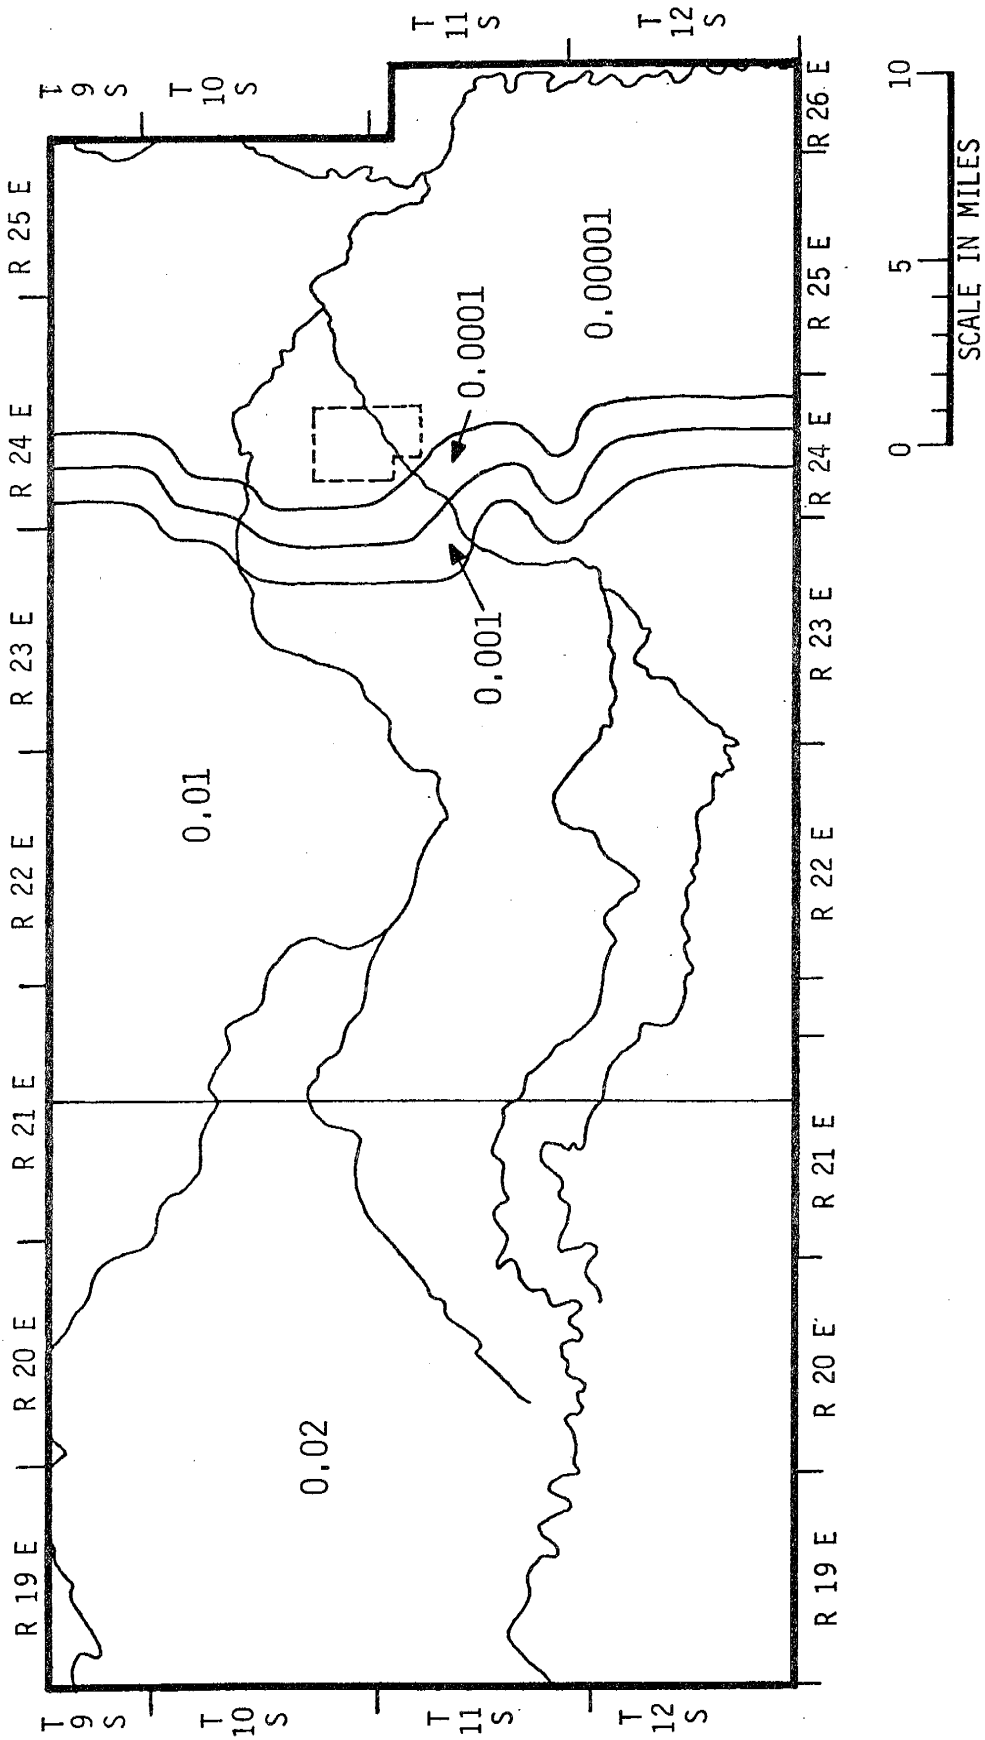 R 19 E R 20 E R 21 E R 22 E R 23 E R 24 E R 25 E
T
9
S
T
9
S
T
10
S
T
10
S
0.01
0.02
T
11
S
0.0001
0.001
T
11
S
0.00001
T
12
S
T
12
S
R 19 E R 20 E R 21 E R 22 E R 23 E R 24 E R 25 E R 26 E
0 5 10
SCALE IN MILES